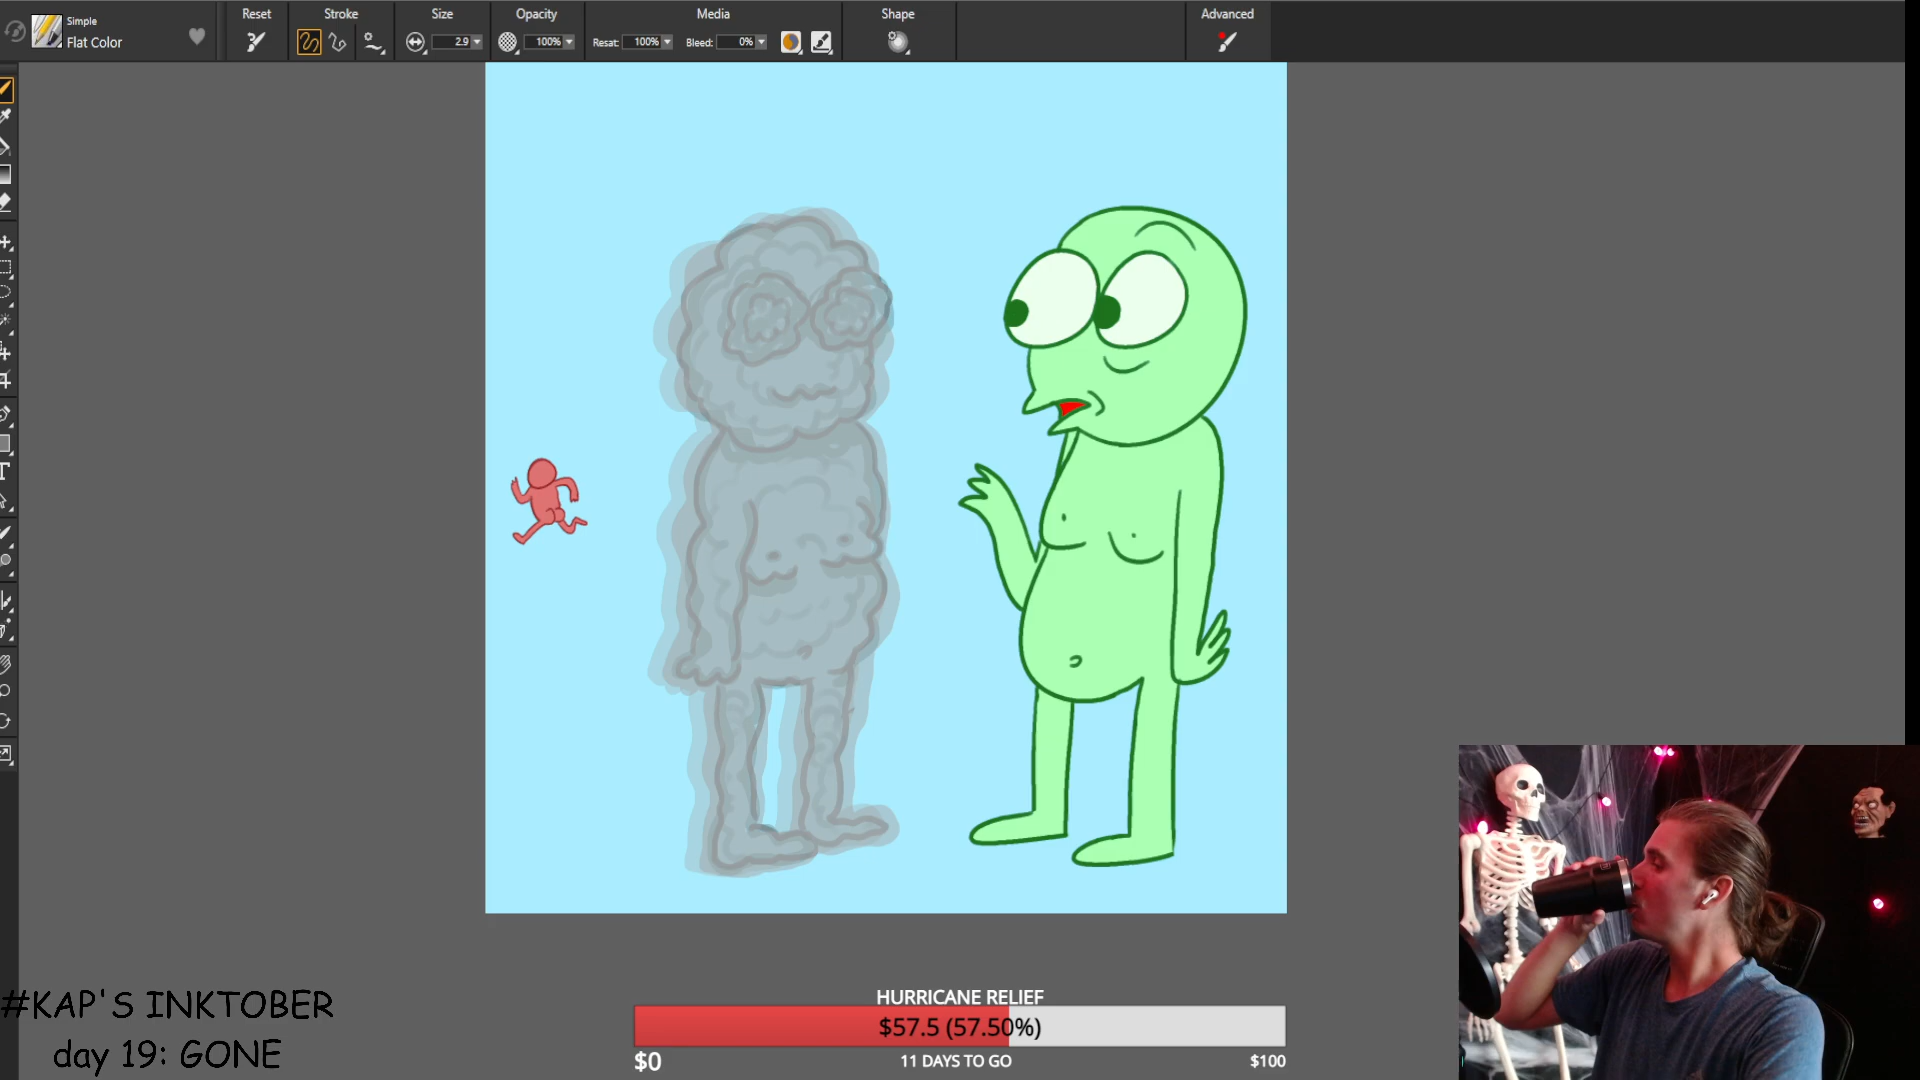 Simple
Flat Color
Reset
Stroke
Size
2.9
Opacity
100%
Media
Resat: 100%
Bleed: 0%
Shape
Advanced
T
#KAP'S INKTOBER
day 19: GONE
HURRICANE RELIEF
$57.5 (57.50%)
$0
11 DAYS TO GO
$100